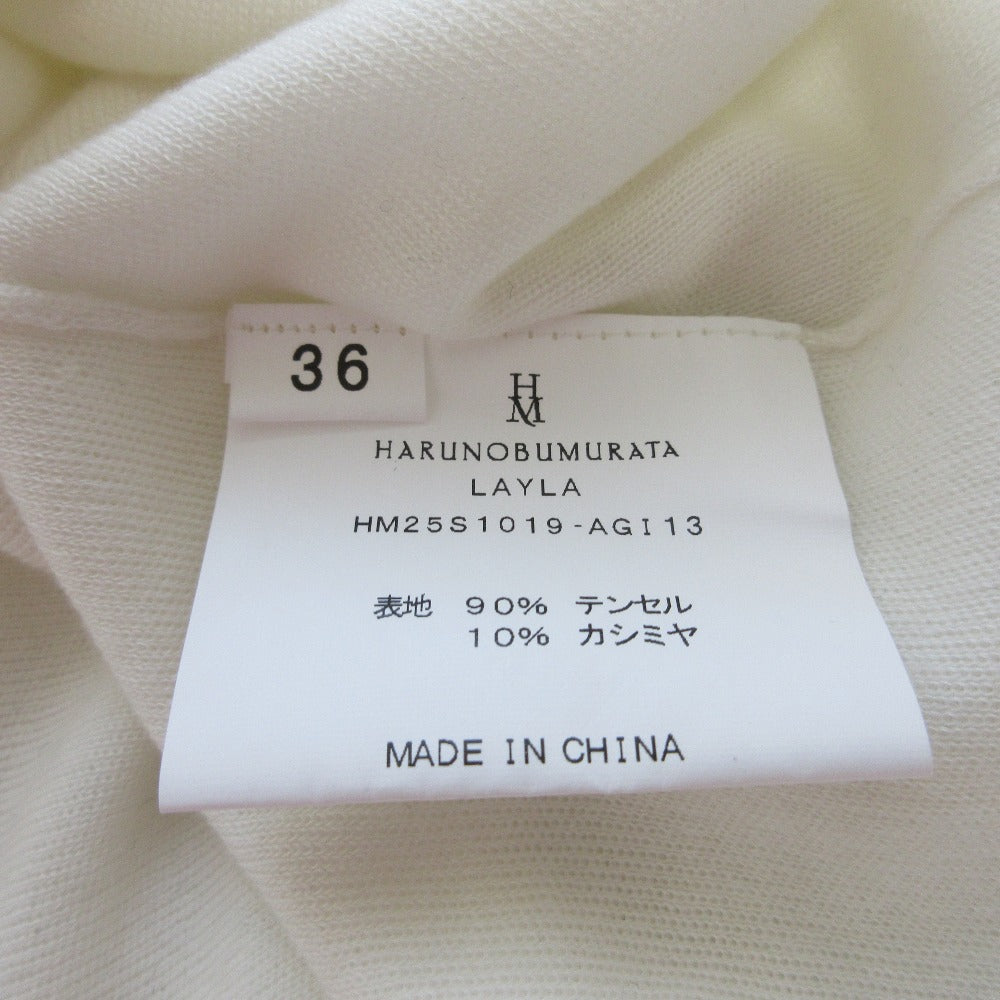 36
HM
HARUNOBUMURATA
LAYLA
HM25S1019-AGI13
表地 90% テンセル
10% カシミヤ
MADE IN CHINA